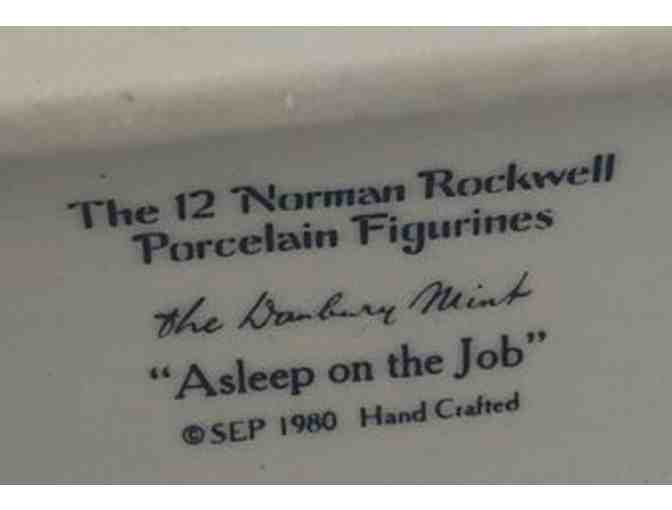 The 12 Norman Rockwell
Porcelain Figurines
the Danbury Mint
“Asleep on the Job”
©SEP 1980 Hand Crafted